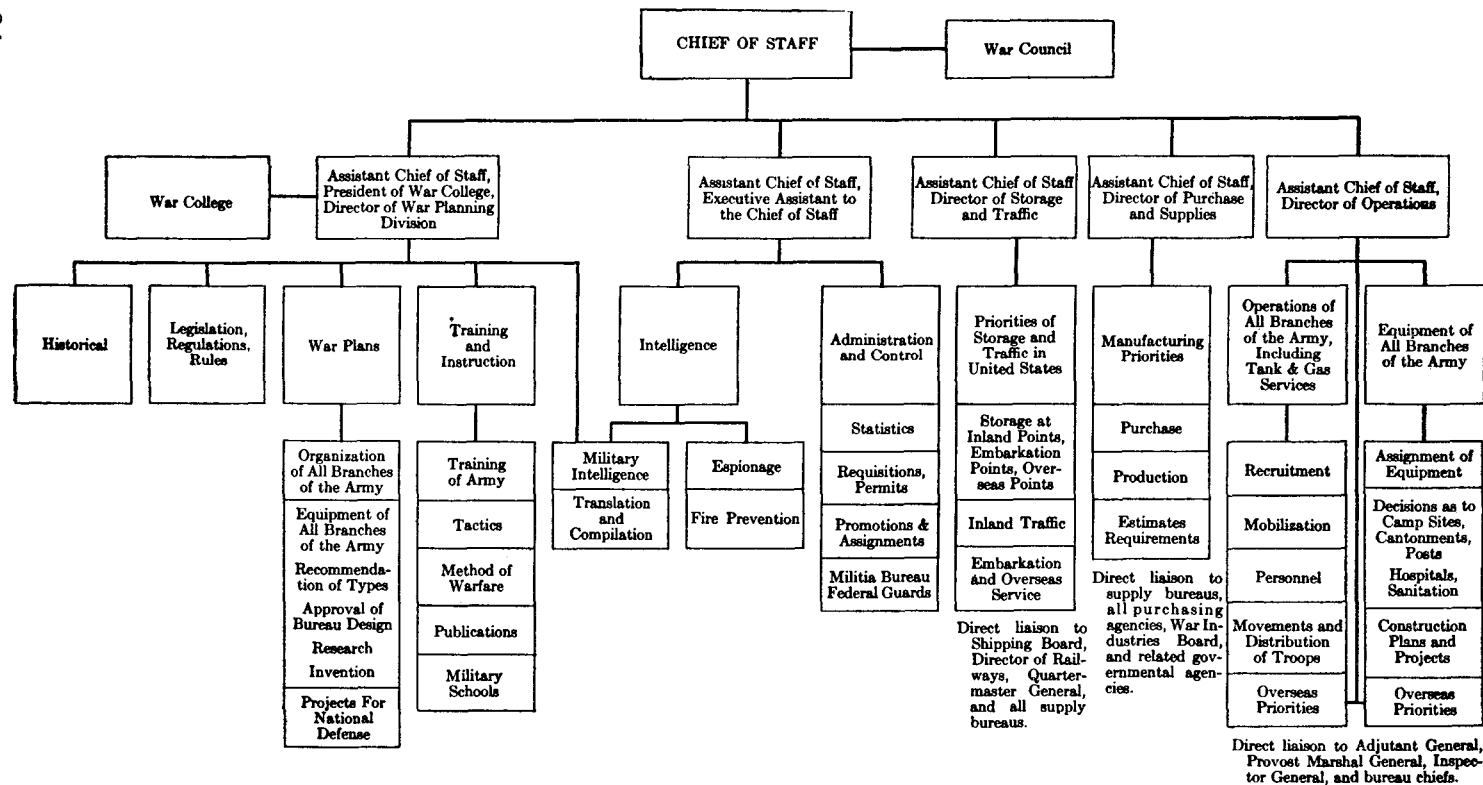 CHIEF OF STAFF
War Council
War College
Assistant Chief of Staff,
President of War College,
Director of War Planning
Division
Assistant Chief of Staff,
Executive Assistant to
the Chief of Staff
Assistant Chief of Staff
Director of Storage
and Traffic
Assistant Chief of Staff,
Director of Purchase
and Supplies
Assistant Chief of Staff,
Director of Operations
Historical
Legislation,
Regulations,
Rules
War Plans
Training
and
Instruction
Intelligence
Administration
and Control
Priorities of
Storage and
Traffic in
United States
Manufacturing
Priorities
Operations of
All Branches
of the Army,
Including
Tank & Gas
Services
Equipment of
All Branches
of the Army
Organization
of All Branches
of the Army
Equipment of
All Branches
of the Army
Recommenda-
tion of Types
Approval of
Bureau Design
Research
Invention
Projects For
National
Defense
Training
of Army
Tactics
Method of
Warfare
Publications
Military
Schools
Military
Intelligence
Translation
and
Compilation
Espionage
Fire Prevention
Statistics
Requisitions,
Permits
Promotions &
Assignments
Militia Bureau
Federal Guards
Storage at
Inland Points,
Embarkation
Points, Over-
seas Points
Inland Traffic
Embarkation
and Overseas
Service
Direct liaison to
Shipping Board,
Director of Rail-
ways, Quarter-
master General,
and all supply
bureaus.
Purchase
Production
Estimates
Requirements
Direct liaison to
supply bureaus,
all purchasing
agencies, War In-
dustries Board,
and related gov-
ernmental agen-
cies.
Recruitment
Mobilization
Personnel
Movements and
Distribution
of Troops
Overseas
Priorities
Assignment of
Equipment
Decisions as to
Camp Sites,
Cantonments,
Posts
Hospitals,
Sanitation
Construction
Plans and
Projects
Overseas
Priorities
Direct liaison to Adjutant General,
Provost Marshal General, Inspec-
tor General, and bureau chiefs.